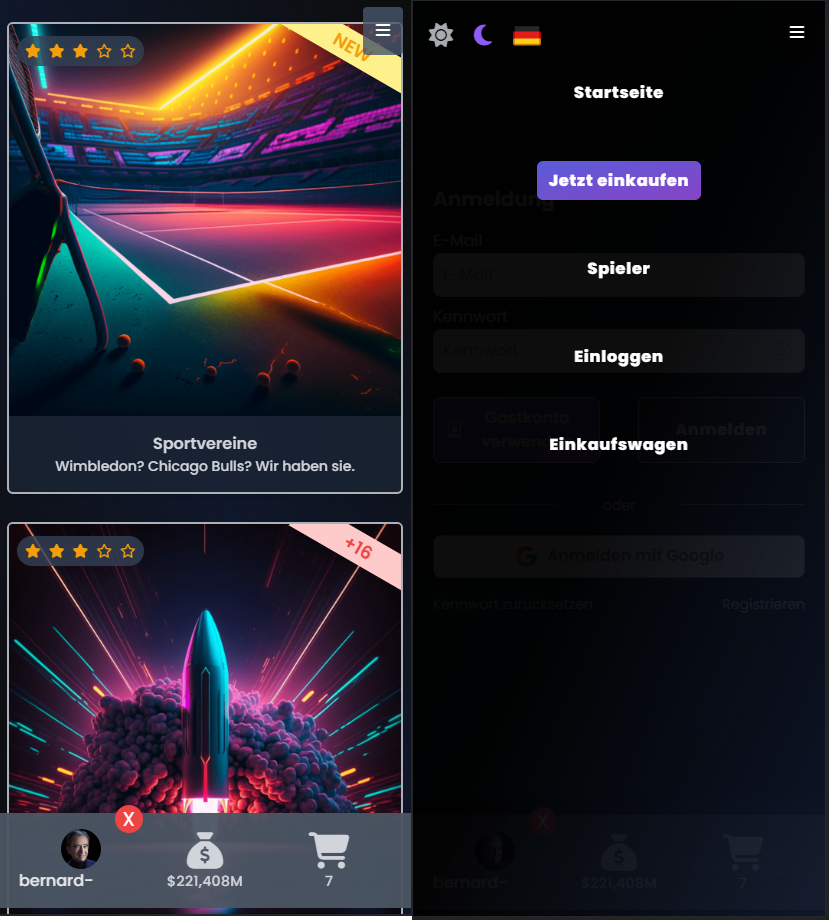 NEW
Sportvereine
Wimbledon? Chicago Bulls? Wir haben sie.
+16
X
bernard-
$221,408M
7
Startseite
Jetzt einkaufen
Anmeldung
E-Mail
E-Mail
Spieler
Kennwort
Kennwort
Einloggen
Gastkonto
verwenden
Anmelden
Einkaufswagen
oder
Anmelden mit Google
Kennwort zurücksetzen
Registrieren
X
bernard-
$221,408M
7